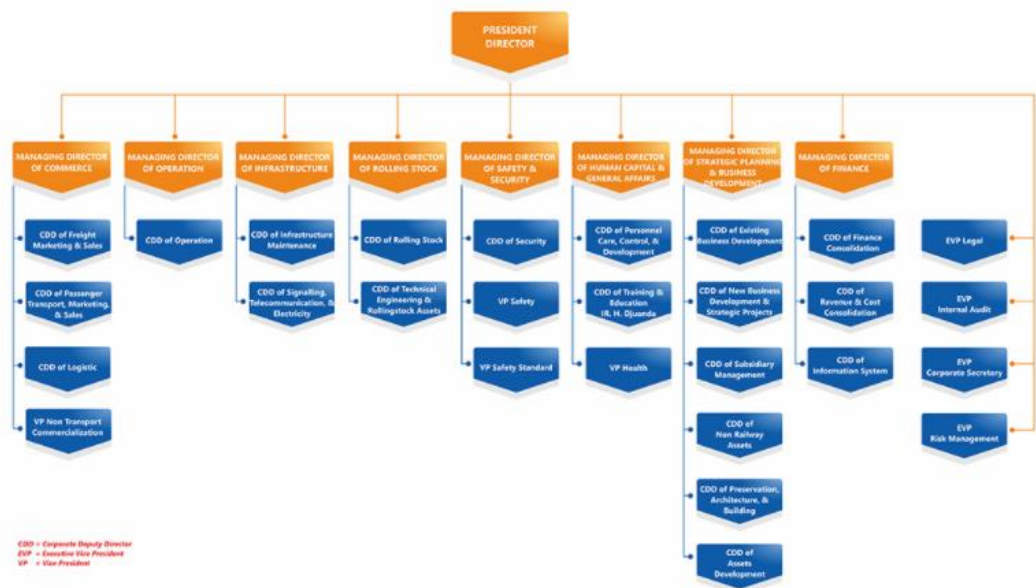 PRESIDENT
DIRECTOR
MANAGING DIRECTOR
OF COMMERCE
MANAGING DIRECTOR
OF OPERATION
MANAGING DIRECTOR
OF INFRASTRUCTURE
MANAGING DIRECTOR
OF ROLLING STOCK
MANAGING DIRECTOR
OF SAFETY &
SECURITY
MANAGING DIRECTOR
OF HUMAN CAPITAL &
GENERAL AFFAIRS
MANAGING DIRECTOR
OF STRATEGIC PLANNING
& BUSINESS
DEVELOPMENT
MANAGING DIRECTOR
OF FINANCE
CDD of Freight
Marketing & Sales
CDD of Passanger
Transport, Marketing,
& Sales
CDD of Logistic
VP Non Transport
Commercialization
CDD of Operation
CDD of Infrastructure
Maintenance
CDD of Signalling,
Telecommunication, &
Electricity
CDD of Rolling Stock
CDD of Technical
Engineering &
Rollingstock Assets
CDD of Security
VP Safety
VP Safety Standard
CDD of Personnel
Care, Control, &
Development
CDD of Training &
Education
IR. H. Djuanda
VP Health
CDD of Existing
Business Development
CDD of New Business
Development &
Strategic Projects
CDD of Subsidiary
Management
CDD of
Non Railway
Assets
CDD of Preservation,
Architecture, &
Building
CDD of
Assets
Development
CDD of Finance
Consolidation
CDD of
Revenue & Cost
Consolidation
CDD of
Information System
EVP Legal
EVP
Internal Audit
EVP
Corporate Secretary
EVP
Risk Management
CDD = Corporate Deputy Director
EVP = Executive Vice President
VP = Vice President